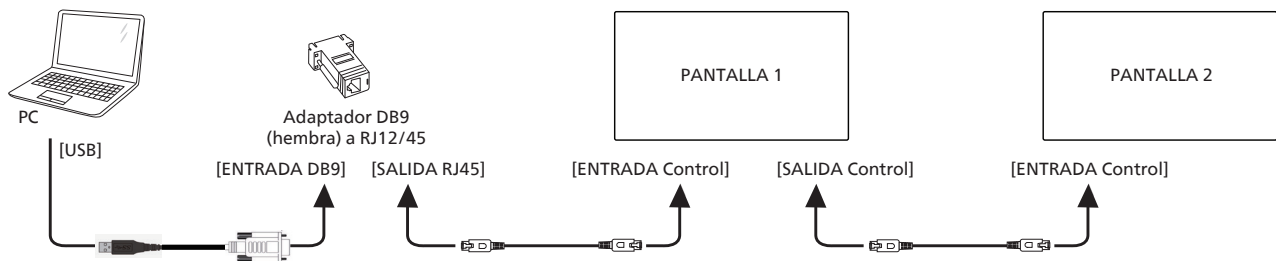 PANTALLA 1
PANTALLA 2
PC
Adaptador DB9
(hembra) a RJ12/45
[USB]
[ENTRADA DB9]
[SALIDA RJ45]
[ENTRADA Control]
[SALIDA Control]
[ENTRADA Control]